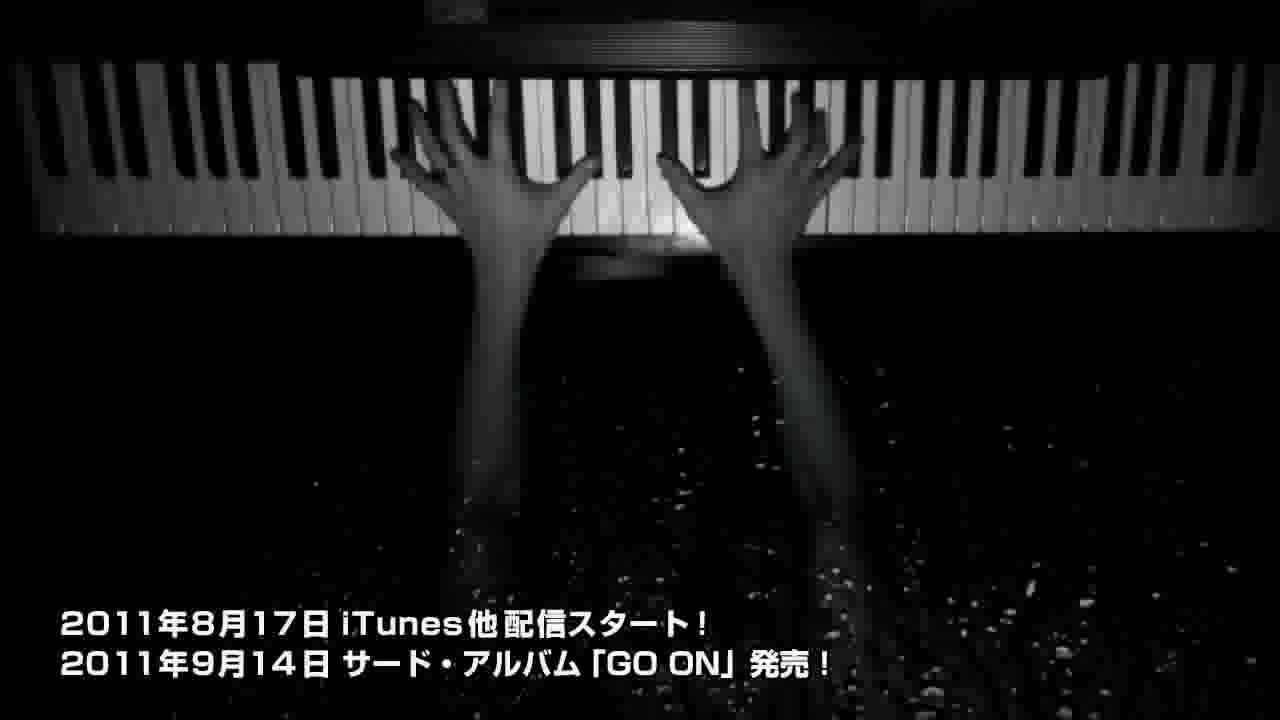 2011年8月17日 iTunes他 配信スタート!
2011年9月14日 サード・アルバム「GO ON」発売!